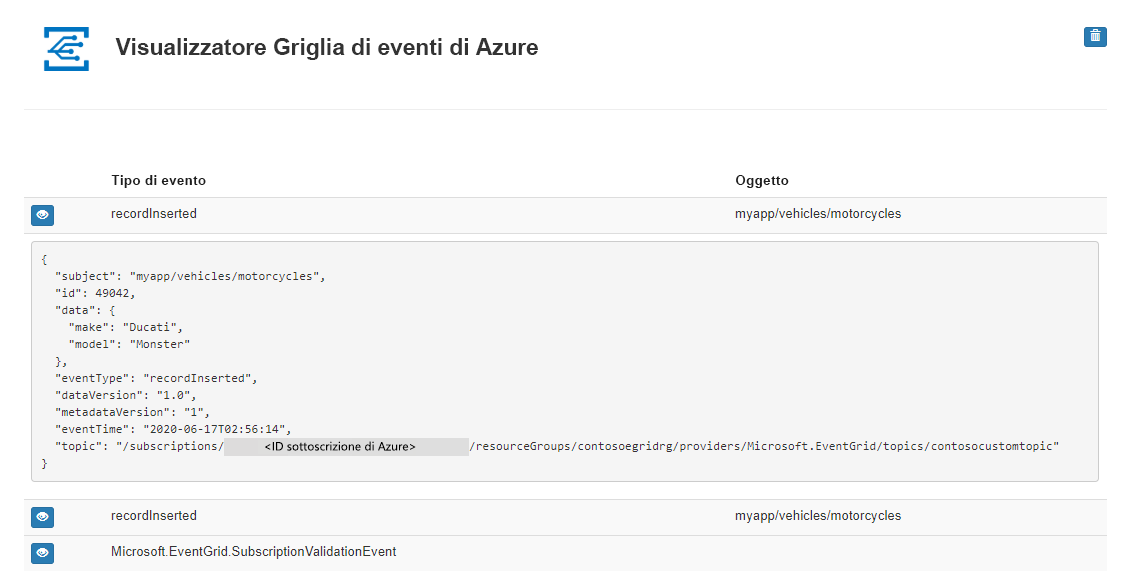 Visualizzatore Griglia di eventi di Azure
Tipo di evento Oggetto
recordInserted myapp/vehicles/motorcycles
{
  "subject": "myapp/vehicles/motorcycles",
  "id": 49042,
  "data": {
    "make": "Ducati",
    "model": "Monster"
  },
  "eventType": "recordInserted",
  "dataVersion": "1.0",
  "metadataVersion": "1",
  "eventTime": "2020-06-17T02:56:14",
  "topic": "/subscriptions/ <ID sottoscrizione di Azure> /resourceGroups/contosoegridrg/providers/Microsoft.EventGrid/topics/contosocustomtopic"
}
recordInserted myapp/vehicles/motorcycles
Microsoft.EventGrid.SubscriptionValidationEvent